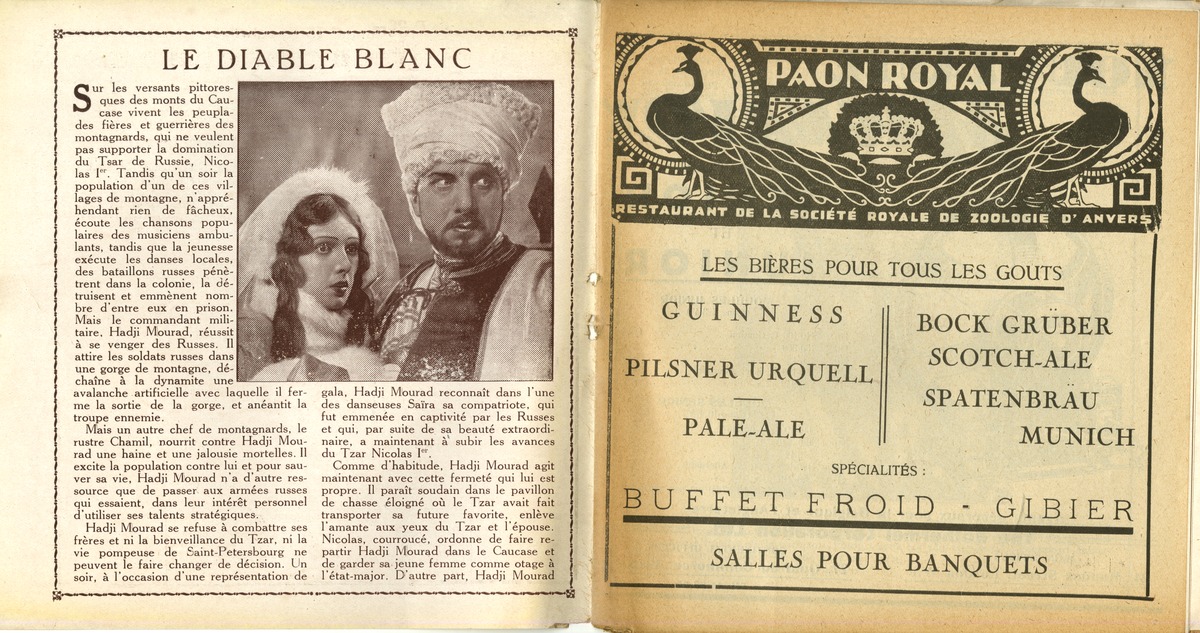 LE DIABLE BLANC
Sur les versants pittores-
ques des monts du Cau-
case vivent les peupla-
des fières et guerrières des
montagnards, qui ne veulent
pas supporter la domination
du Tsar de Russie, Nico-
las Ier. Tandis qu'un soir la
population d'un de ces vil-
lages de montagne, n'appré-
hendant rien de fâcheux,
écoute les chansons popu-
laires des musiciens ambu-
lants, tandis que la jeunesse
exécute les danses locales,
des bataillons russes pénè-
trent dans la colonie, la dé-
truisent et emmènent nom-
bre d'entre eux en prison.
Mais le commandant mili-
taire, Hadji Mourad, réussit
à se venger des Russes. Il
attire les soldats russes dans
une gorge de montagne, dé-
chaîne à la dynamite une
avalanche artificielle avec laquelle il fer-
me la sortie de la gorge, et anéantit la
troupe ennemie.
Mais un autre chef de montagnards, le
rustre Chamil, nourrit contre Hadji Mou-
rad une haine et une jalousie mortelles. Il
excite la population contre lui et pour sau-
ver sa vie, Hadji Mourad n'a d'autre res-
source que de passer aux armées russes
qui essaient, dans leur intérêt personnel
d'utiliser ses talents stratégiques.
Hadji Mourad se refuse à combattre ses
frères et ni la bienveillance du Tzar, ni la
vie pompeuse de Saint-Petersbourg ne
peuvent le faire changer de décision. Un
soir, à l'occasion d'une représentation de
gala, Hadji Mourad reconnaît dans l'une
des danseuses Saïra sa compatriote, qui
fut emmenée en captivité par les Russes
et qui, par suite de sa beauté extraordi-
naire, a maintenant à subir les avances
du Tzar Nicolas Ier.
Comme d'habitude, Hadji Mourad agit
maintenant avec cette fermeté qui lui est
propre. Il paraît soudain dans le pavillon
de chasse éloigné où le Tzar avait fait
transporter sa future favorite, enlève
l'amante aux yeux du Tzar et l'épouse.
Nicolas, courroucé, ordonne de faire re-
partir Hadji Mourad dans le Caucase et
de garder sa jeune femme comme otage à
l'état-major. D'autre part, Hadji Mourad
PAON ROYAL
RESTAURANT DE LA SOCIÉTÉ ROYALE DE ZOOLOGIE D'ANVERS
LES BIÈRES POUR TOUS LES GOUTS
GUINNESS
PILSNER URQUELL
PALE-ALE
BOCK GRÜBER
SCOTCH-ALE
SPATENBRÄU
MUNICH
SPÉCIALITÉS :
BUFFET FROID - GIBIER
SALLES POUR BANQUETS